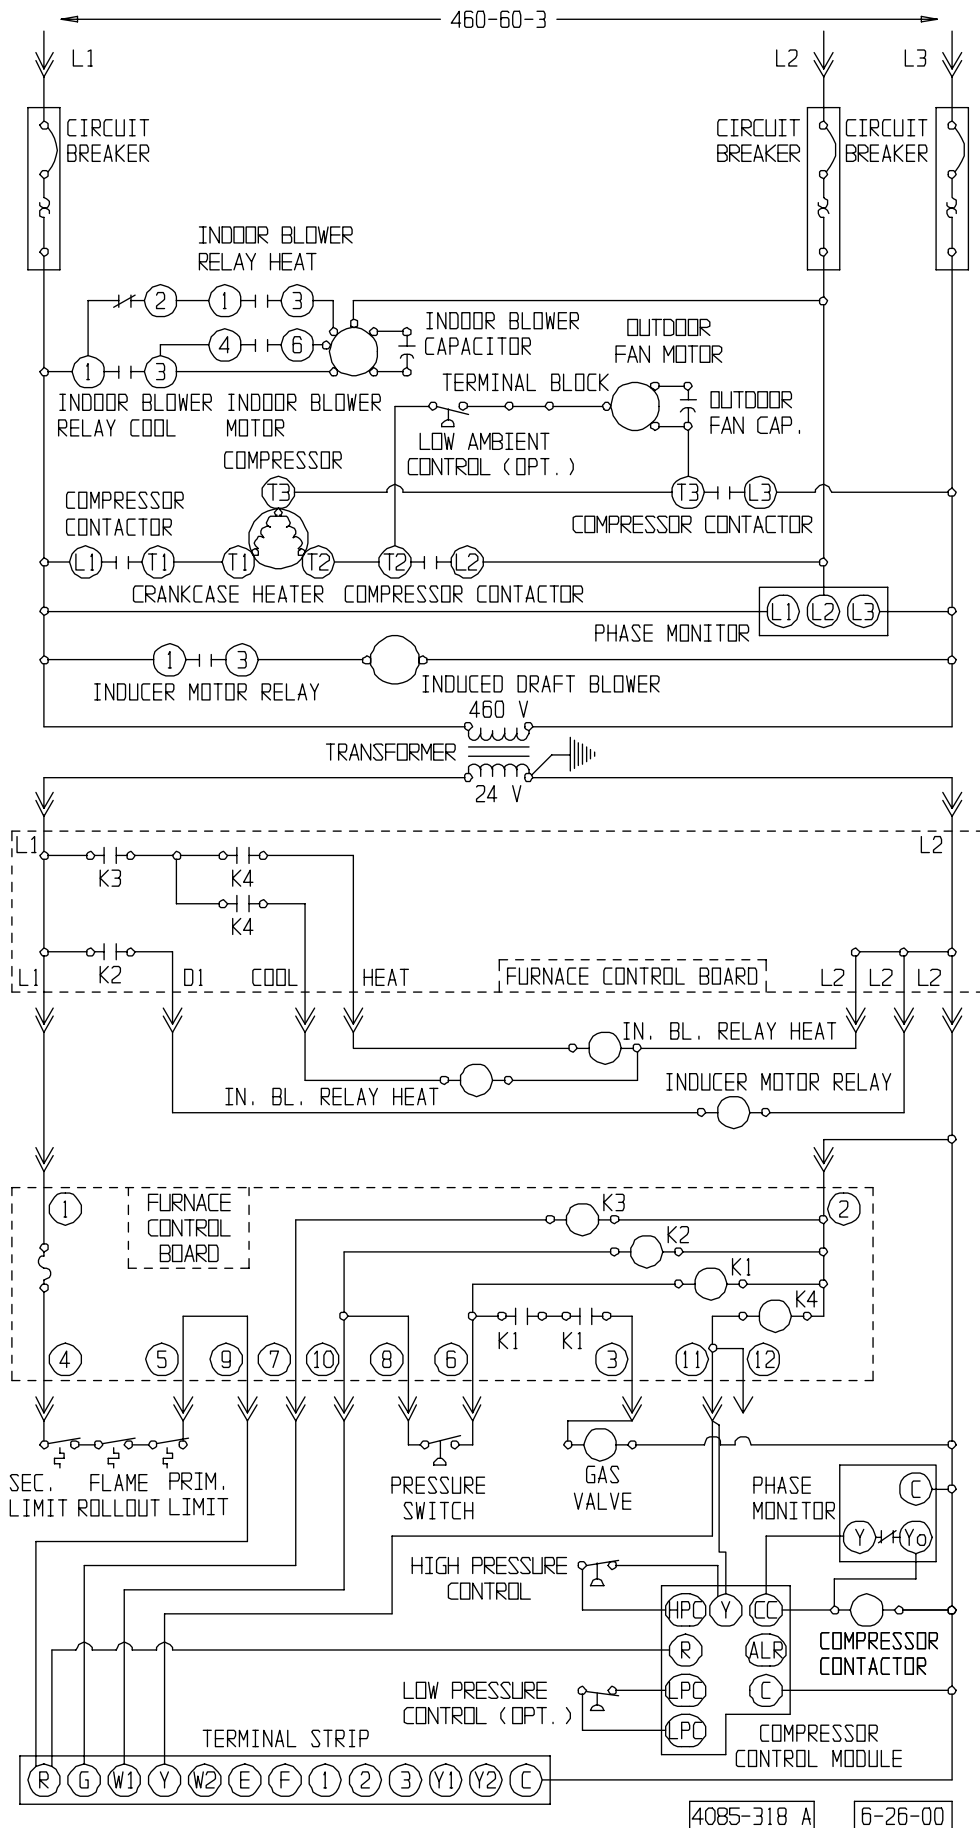 460-60-3
L1
L2
L3
CIRCUIT
BREAKER
CIRCUIT
BREAKER
CIRCUIT
BREAKER
INDOOR BLOWER
RELAY HEAT
2
1
3
4
6
1
3
INDOOR BLOWER
CAPACITOR
OUTDOOR
FAN MOTOR
TERMINAL BLOCK
INDOOR BLOWER
RELAY COOL
INDOOR BLOWER
MOTOR
OUTDOOR
FAN CAP.
LOW AMBIENT
CONTROL (OPT.)
COMPRESSOR
T3
T3
L3
COMPRESSOR
CONTACTOR
COMPRESSOR CONTACTOR
L1
T1
T1
T2
T2
L2
CRANKCASE HEATER
COMPRESSOR CONTACTOR
L1
L2
L3
PHASE MONITOR
1
3
INDUCER MOTOR RELAY
INDUCED DRAFT BLOWER
460 V
TRANSFORMER
24 V
L1
L2
K3
K4
K4
K2
L1
D1
COOL
HEAT
FURNACE CONTROL BOARD
L2
L2
L2
IN. BL. RELAY HEAT
IN. BL. RELAY HEAT
INDUCER MOTOR RELAY
1
FURNACE
CONTROL
BOARD
K3
2
K2
K1
K4
K1
K1
4
5
9
7
10
8
6
3
11
12
SEC.
LIMIT
FLAME
ROLLOUT
PRIM.
LIMIT
PRESSURE
SWITCH
GAS
VALVE
PHASE
MONITOR
C
Y
Yo
HIGH PRESSURE
CONTROL
HPC
Y
CC
R
ALR
COMPRESSOR
CONTACTOR
LOW PRESSURE
CONTROL (OPT.)
LPC
C
LPC
COMPRESSOR
CONTROL MODULE
TERMINAL STRIP
R
G
W1
Y
W2
E
F
1
2
3
Y1
Y2
C
4085-318 A
6-26-00